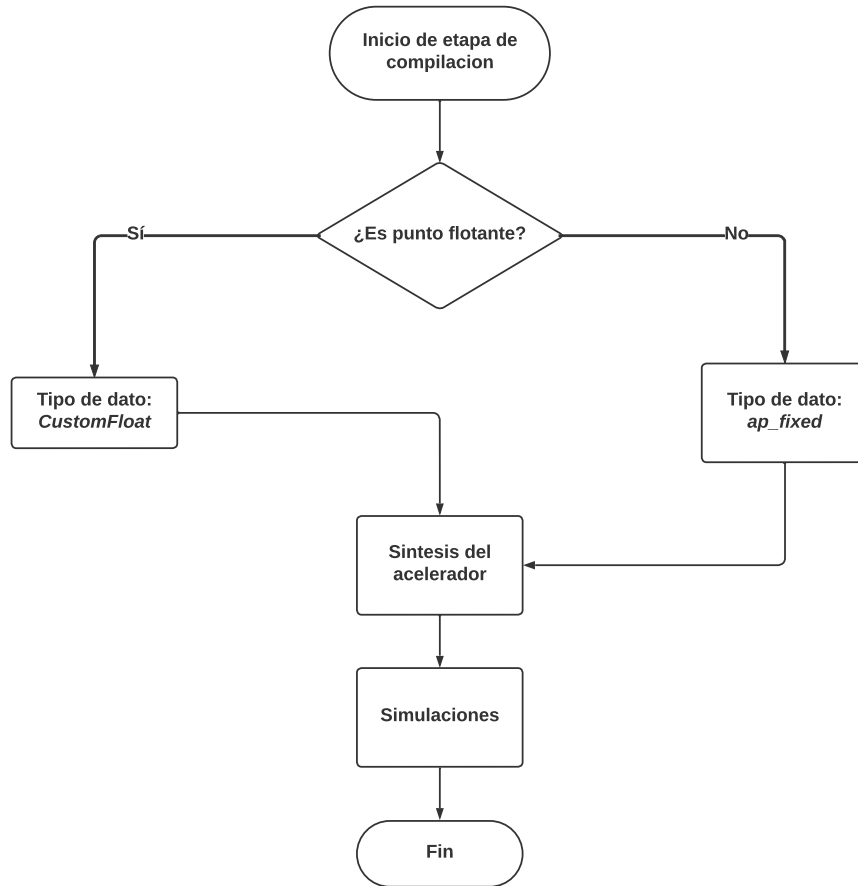 Inicio de etapa de
compilacion
¿Es punto flotante?
Sí
No
Tipo de dato:
CustomFloat
Tipo de dato:
ap_fixed
Sintesis del
acelerador
Simulaciones
Fin